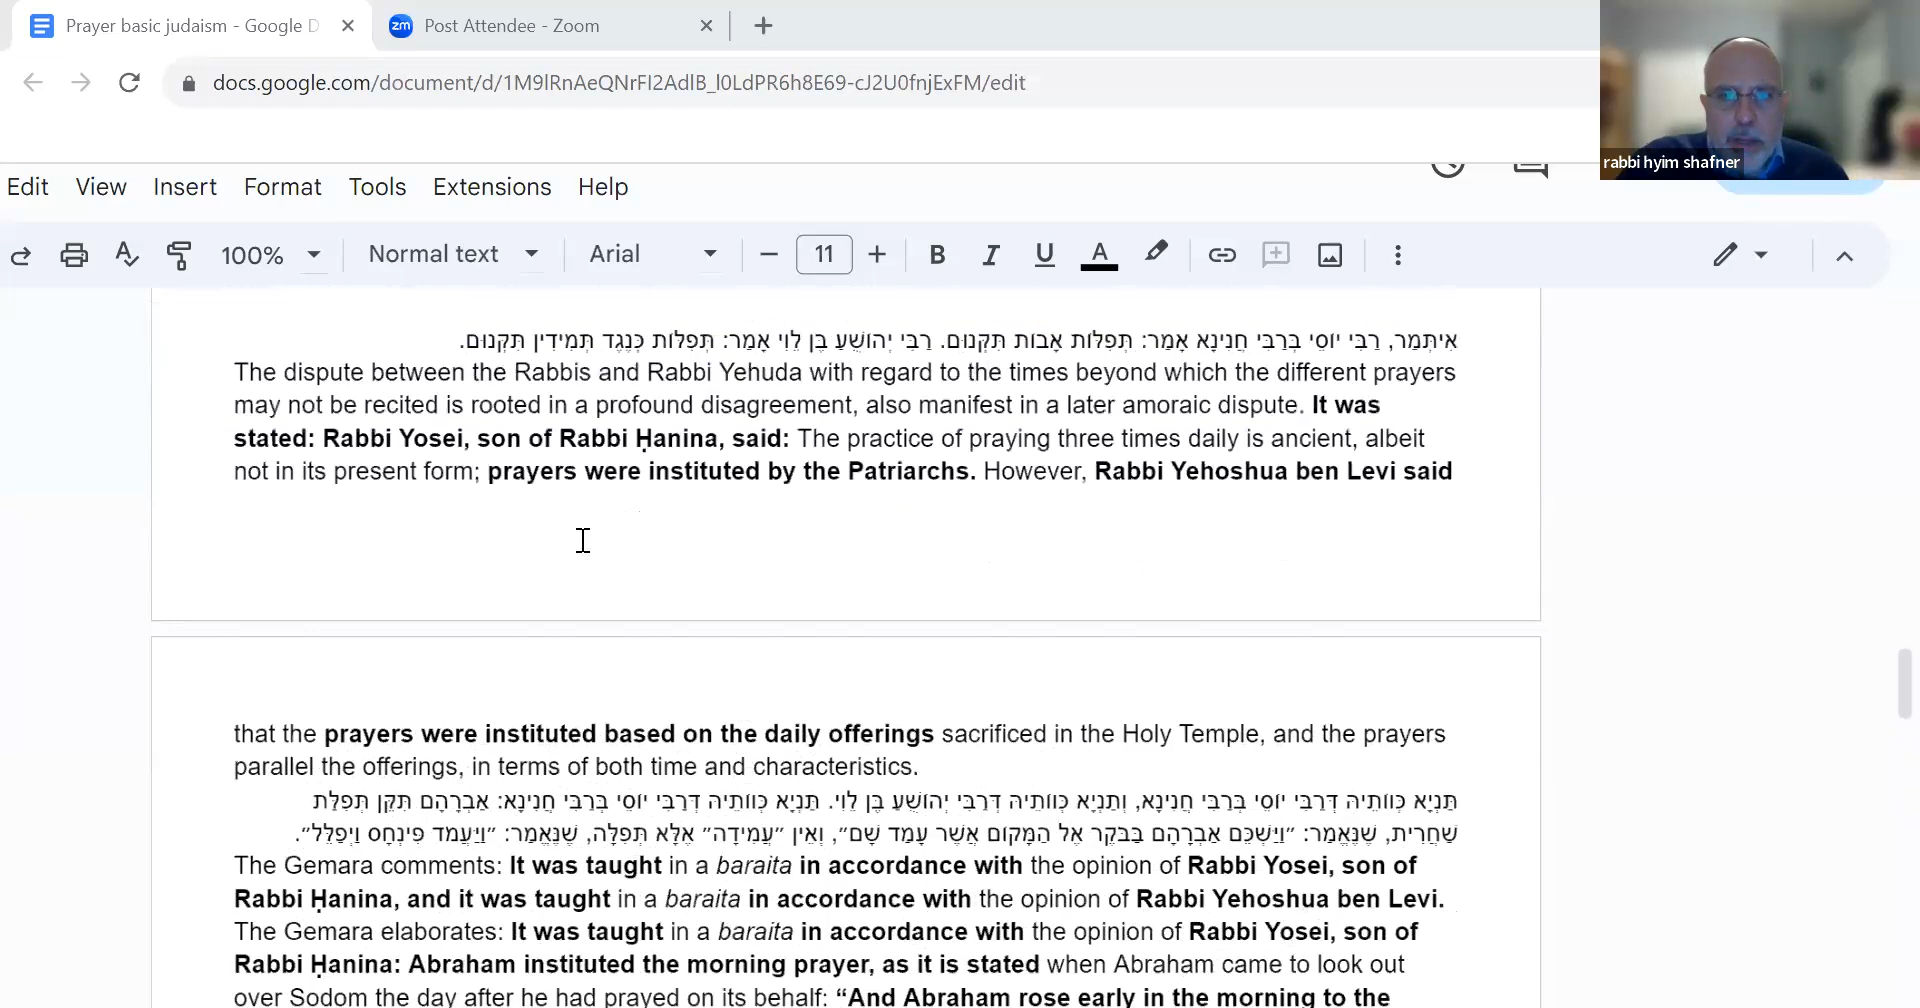 Prayer basic judaism - Google D
Post Attendee - Zoom
docs.google.com/document/d/1M9lRnAeQNrFI2AdlB_l0LdPR6h8E69-cJ2U0fnjExFM/edit
rabbi hyim shafner
Edit View Insert Format Tools Extensions Help
100% Normal text Arial 11
אִיתְּמַר, רַבִּי יוֹסֵי בְּרַבִּי חֲנִינָא אָמַר: תְּפִלּוֹת אָבוֹת תִּקְּנוּם. רַבִּי יְהוֹשֻׁעַ בֶּן לֵוִי אָמַר: תְּפִלּוֹת כְּנֶגֶד תְּמִידִין תִּקְּנוּם.
The dispute between the Rabbis and Rabbi Yehuda with regard to the times beyond which the different prayers
may not be recited is rooted in a profound disagreement, also manifest in a later amoraic dispute. It was
stated: Rabbi Yosei, son of Rabbi Ḥanina, said: The practice of praying three times daily is ancient, albeit
not in its present form; prayers were instituted by the Patriarchs. However, Rabbi Yehoshua ben Levi said
that the prayers were instituted based on the daily offerings sacrificed in the Holy Temple, and the prayers
parallel the offerings, in terms of both time and characteristics.
תַּנְיָא כְּווֹתֵיהּ דְּרַבִּי יוֹסֵי בְּרַבִּי חֲנִינָא, וְתַנְיָא כְּווֹתֵיהּ דְּרַבִּי יְהוֹשֻׁעַ בֶּן לֵוִי. תַּנְיָא כְּווֹתֵיהּ דְּרַבִּי יוֹסֵי בְּרַבִּי חֲנִינָא: אַבְרָהָם תִּקֵּן תְּפִלַּת
שַׁחֲרִית, שֶׁנֶּאֱמַר: ״וַיַּשְׁכֵּם אַבְרָהָם בַּבֹּקֶר אֶל הַמָּקוֹם אֲשֶׁר עָמַד שָׁם״, וְאֵין ״עֲמִידָה״ אֶלָּא תְּפִלָּה, שֶׁנֶּאֱמַר: ״וַיַּעֲמֹד פִּינְחָס וַיְפַלֵּל״.
The Gemara comments: It was taught in a baraita in accordance with the opinion of Rabbi Yosei, son of
Rabbi Ḥanina, and it was taught in a baraita in accordance with the opinion of Rabbi Yehoshua ben Levi.
The Gemara elaborates: It was taught in a baraita in accordance with the opinion of Rabbi Yosei, son of
Rabbi Ḥanina: Abraham instituted the morning prayer, as it is stated when Abraham came to look out
over Sodom the day after he had prayed on its behalf: “And Abraham rose early in the morning to the